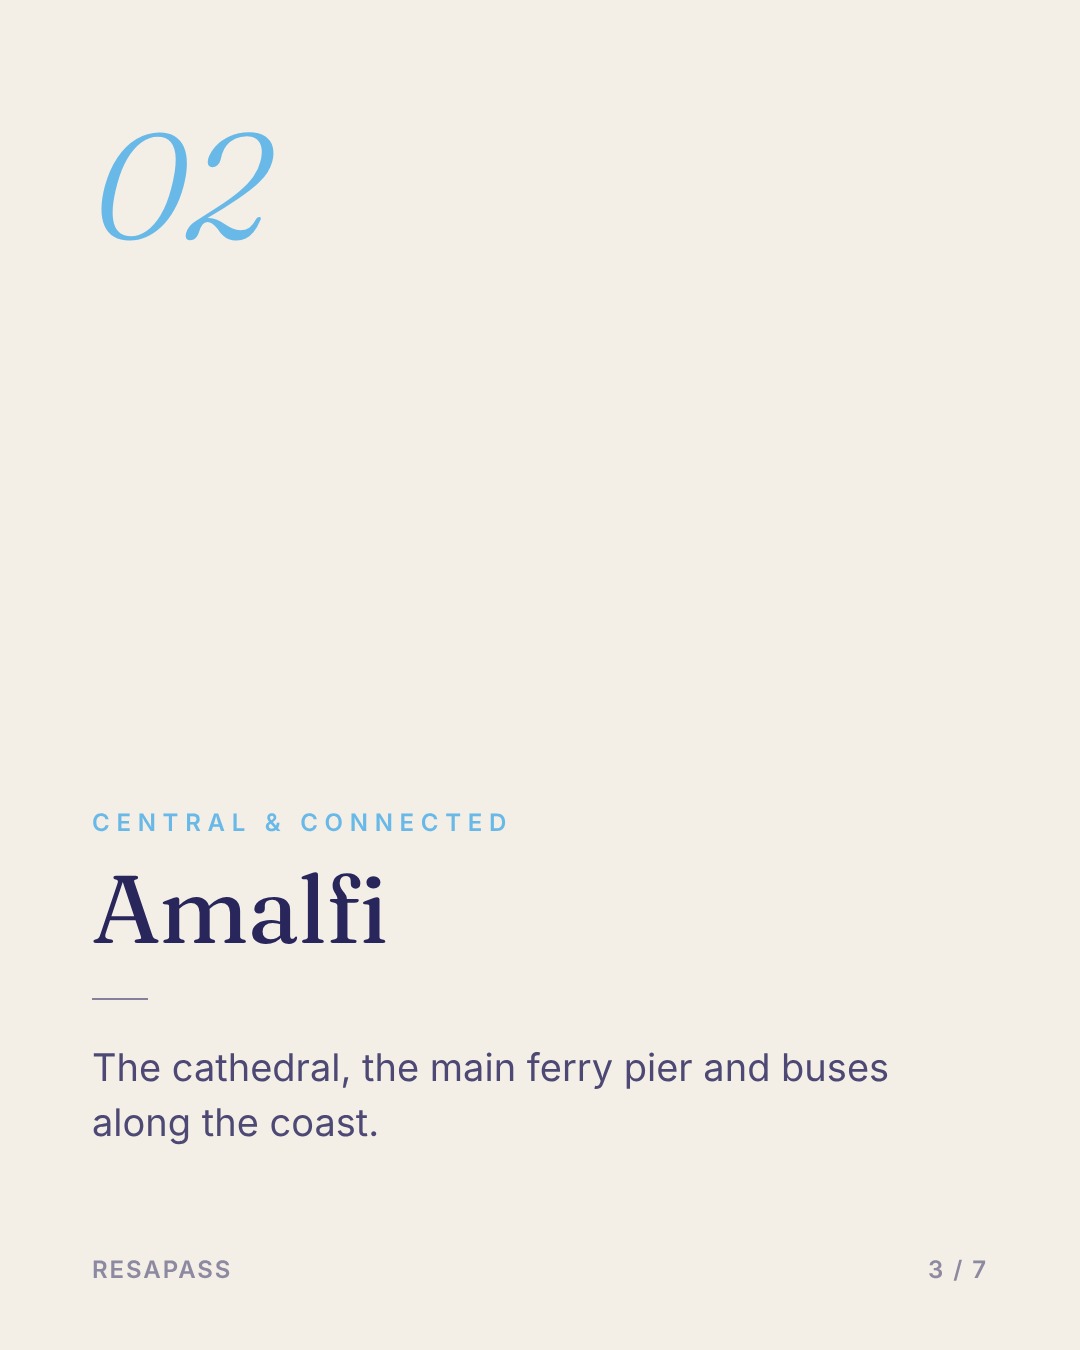 02
CENTRAL & CONNECTED
Amalfi
The cathedral, the main ferry pier and buses
along the coast.
RESAPASS
3 / 7